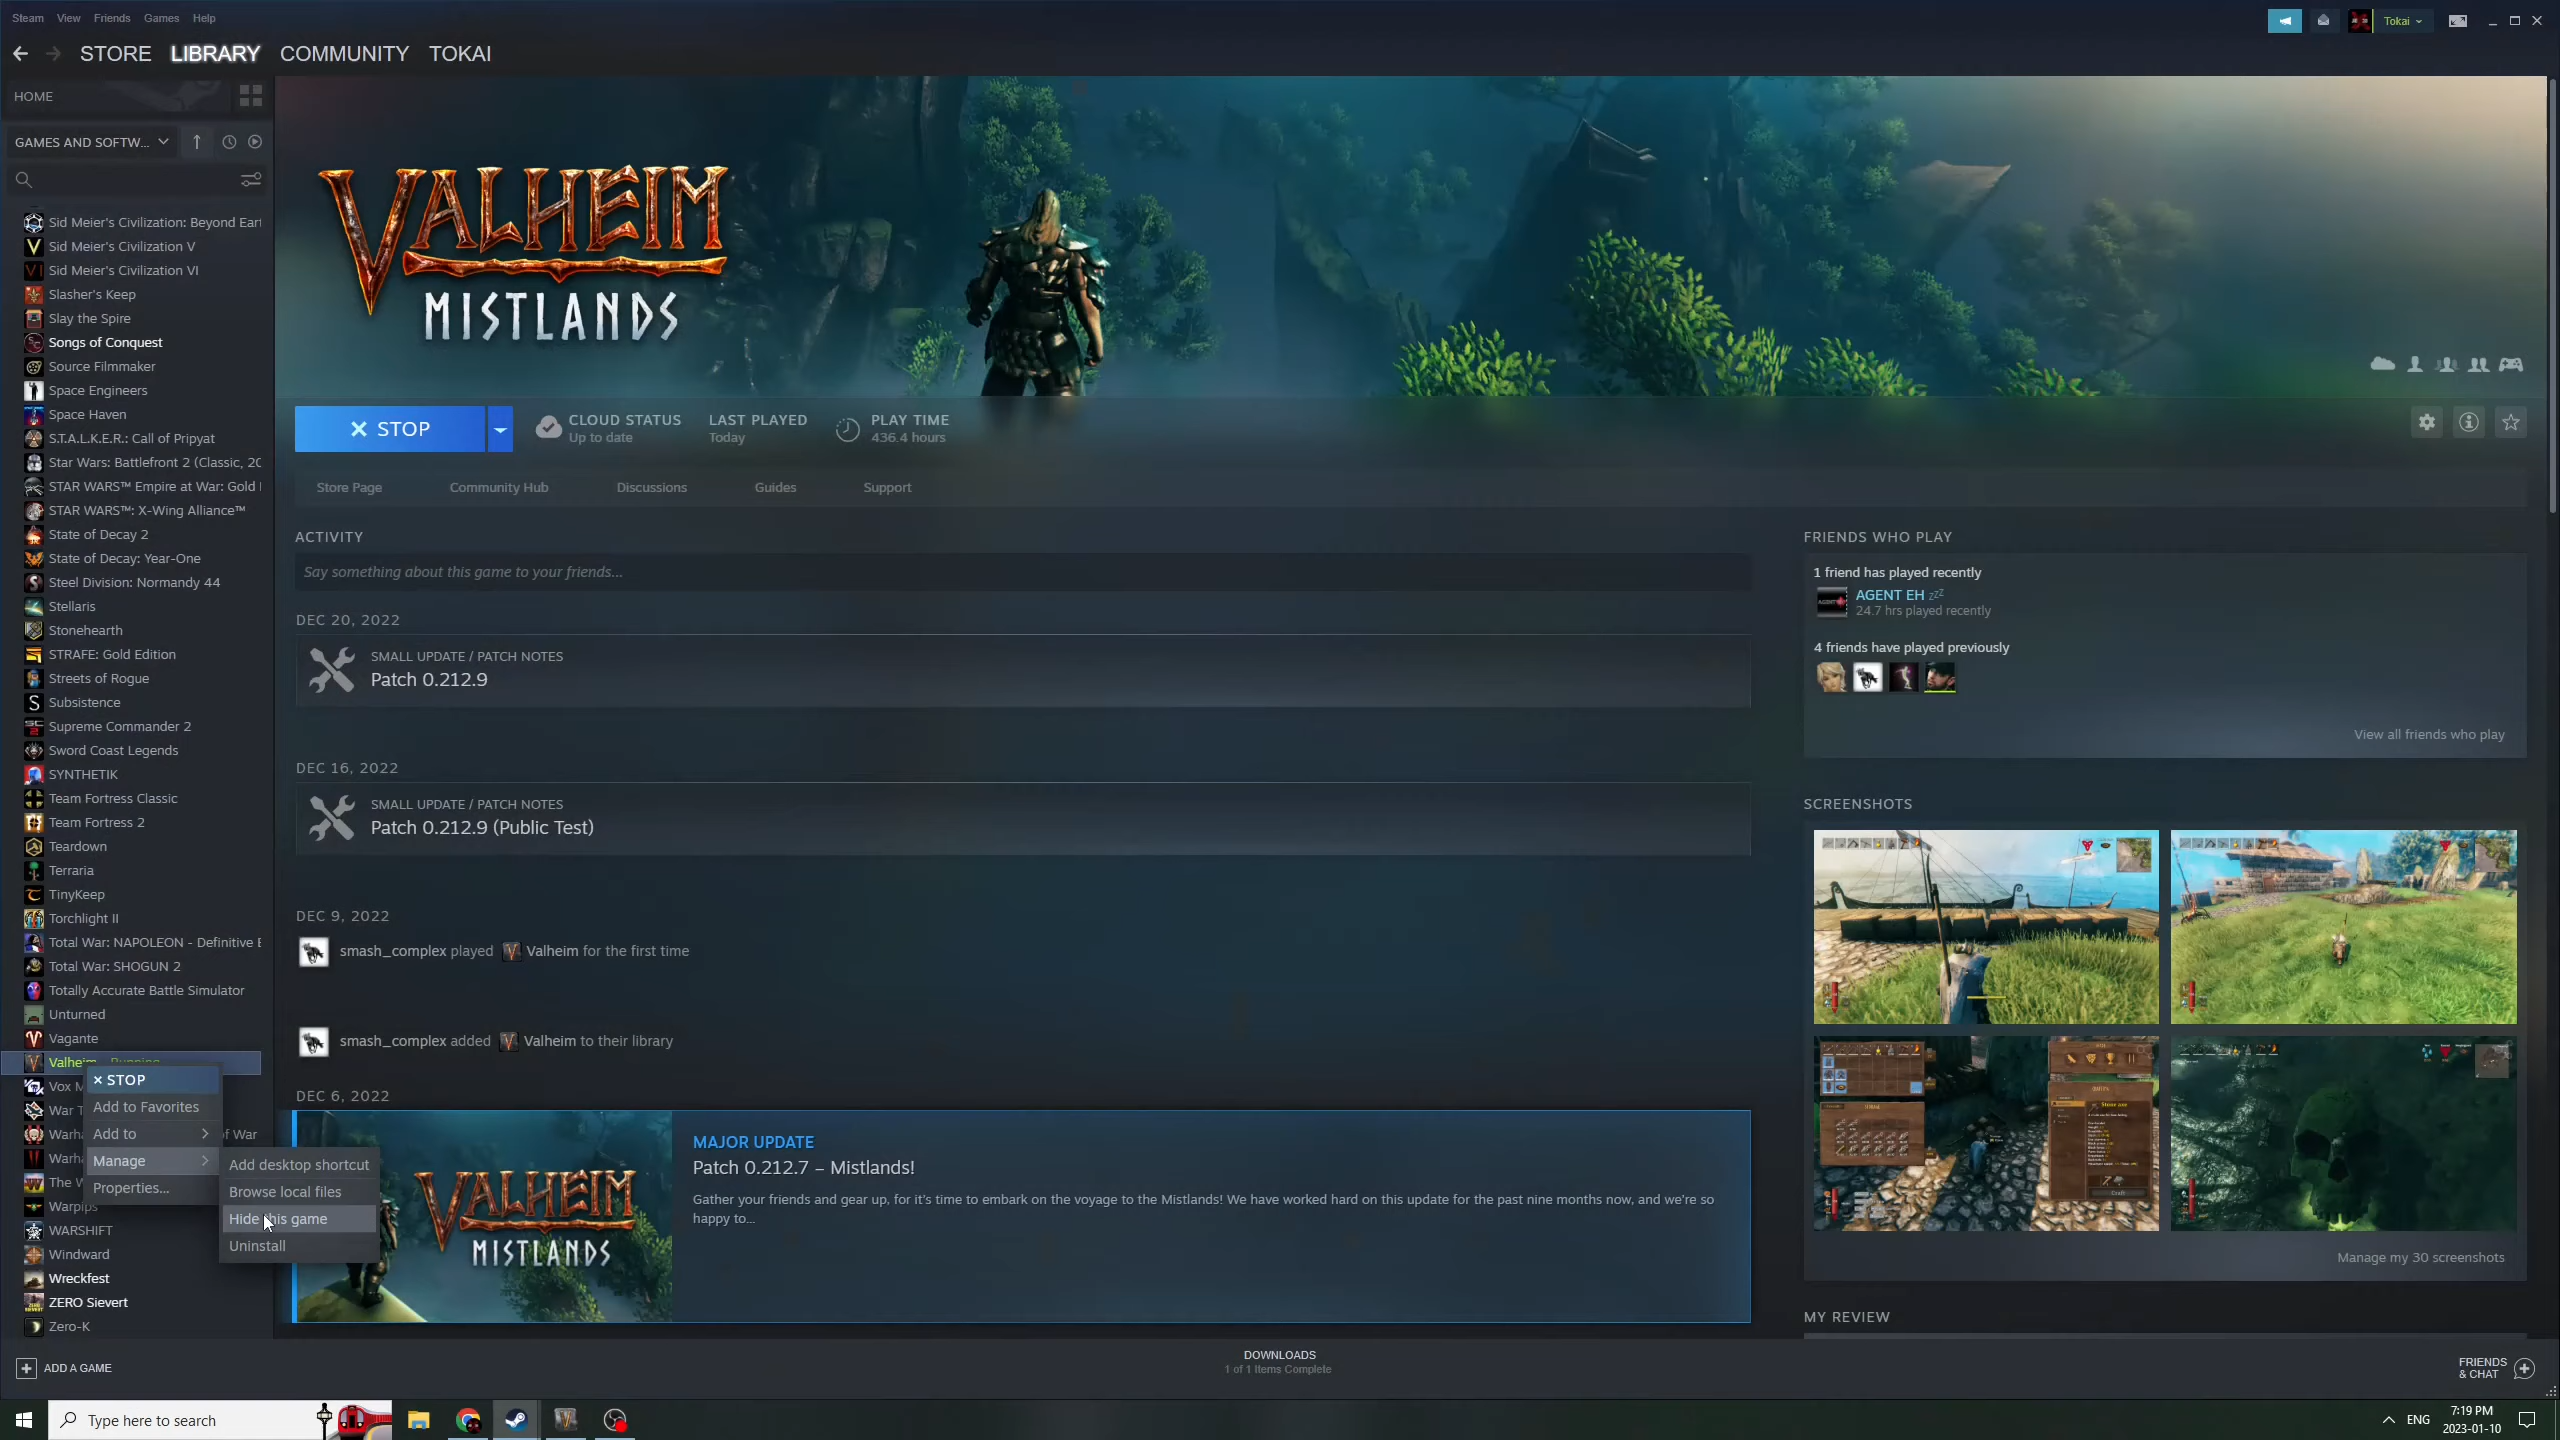 Steam View Friends Games Help
Tokai
STORE LIBRARY COMMUNITY TOKAI
HOME
GAMES AND SOFTW...
Sid Meier's Civilization: Beyond Eart
Sid Meier's Civilization V
Sid Meier's Civilization VI
Slasher's Keep
Slay the Spire
Songs of Conquest
Source Filmmaker
Space Engineers
Space Haven
S.T.A.L.K.E.R.: Call of Pripyat
Star Wars: Battlefront 2 (Classic, 20
STAR WARS™ Empire at War: Gold
STAR WARS™: X-Wing Alliance™
State of Decay 2
State of Decay: Year-One
Steel Division: Normandy 44
Stellaris
Stonehearth
STRAFE: Gold Edition
Streets of Rogue
Subsistence
Supreme Commander 2
Sword Coast Legends
SYNTHETIK
Team Fortress Classic
Team Fortress 2
Teardown
Terraria
TinyKeep
Torchlight II
Total War: NAPOLEON - Definitive E
Total War: SHOGUN 2
Totally Accurate Battle Simulator
Unturned
Vagante
Valheim - Running
Vox M
War T
Warh of War
Warh
The W
Warpips
WARSHIFT
Windward
Wreckfest
ZERO Sievert
Zero-K
× STOP
Add to Favorites
Add to
Manage
Properties...
Add desktop shortcut
Browse local files
Hide this game
Uninstall
VALHEIM
MISTLANDS
STOP
CLOUD STATUS
Up to date
LAST PLAYED
Today
PLAY TIME
436.4 hours
Store Page Community Hub Discussions Guides Support
ACTIVITY
Say something about this game to your friends...
DEC 20, 2022
SMALL UPDATE / PATCH NOTES
Patch 0.212.9
DEC 16, 2022
SMALL UPDATE / PATCH NOTES
Patch 0.212.9 (Public Test)
DEC 9, 2022
smash_complex played Valheim for the first time
smash_complex added Valheim to their library
DEC 6, 2022
VALHEIM
MISTLANDS
MAJOR UPDATE
Patch 0.212.7 – Mistlands!
Gather your friends and gear up, for it's time to embark on the voyage to the Mistlands! We have worked hard on this update for the past nine months now, and we're so
happy to...
FRIENDS WHO PLAY
1 friend has played recently
AGENT EH zzZ
24.7 hrs played recently
4 friends have played previously
View all friends who play
SCREENSHOTS
Manage my 30 screenshots
MY REVIEW
ADD A GAME
DOWNLOADS
1 of 1 Items Complete
FRIENDS
& CHAT
Type here to search
ENG
7:19 PM
2023-01-10